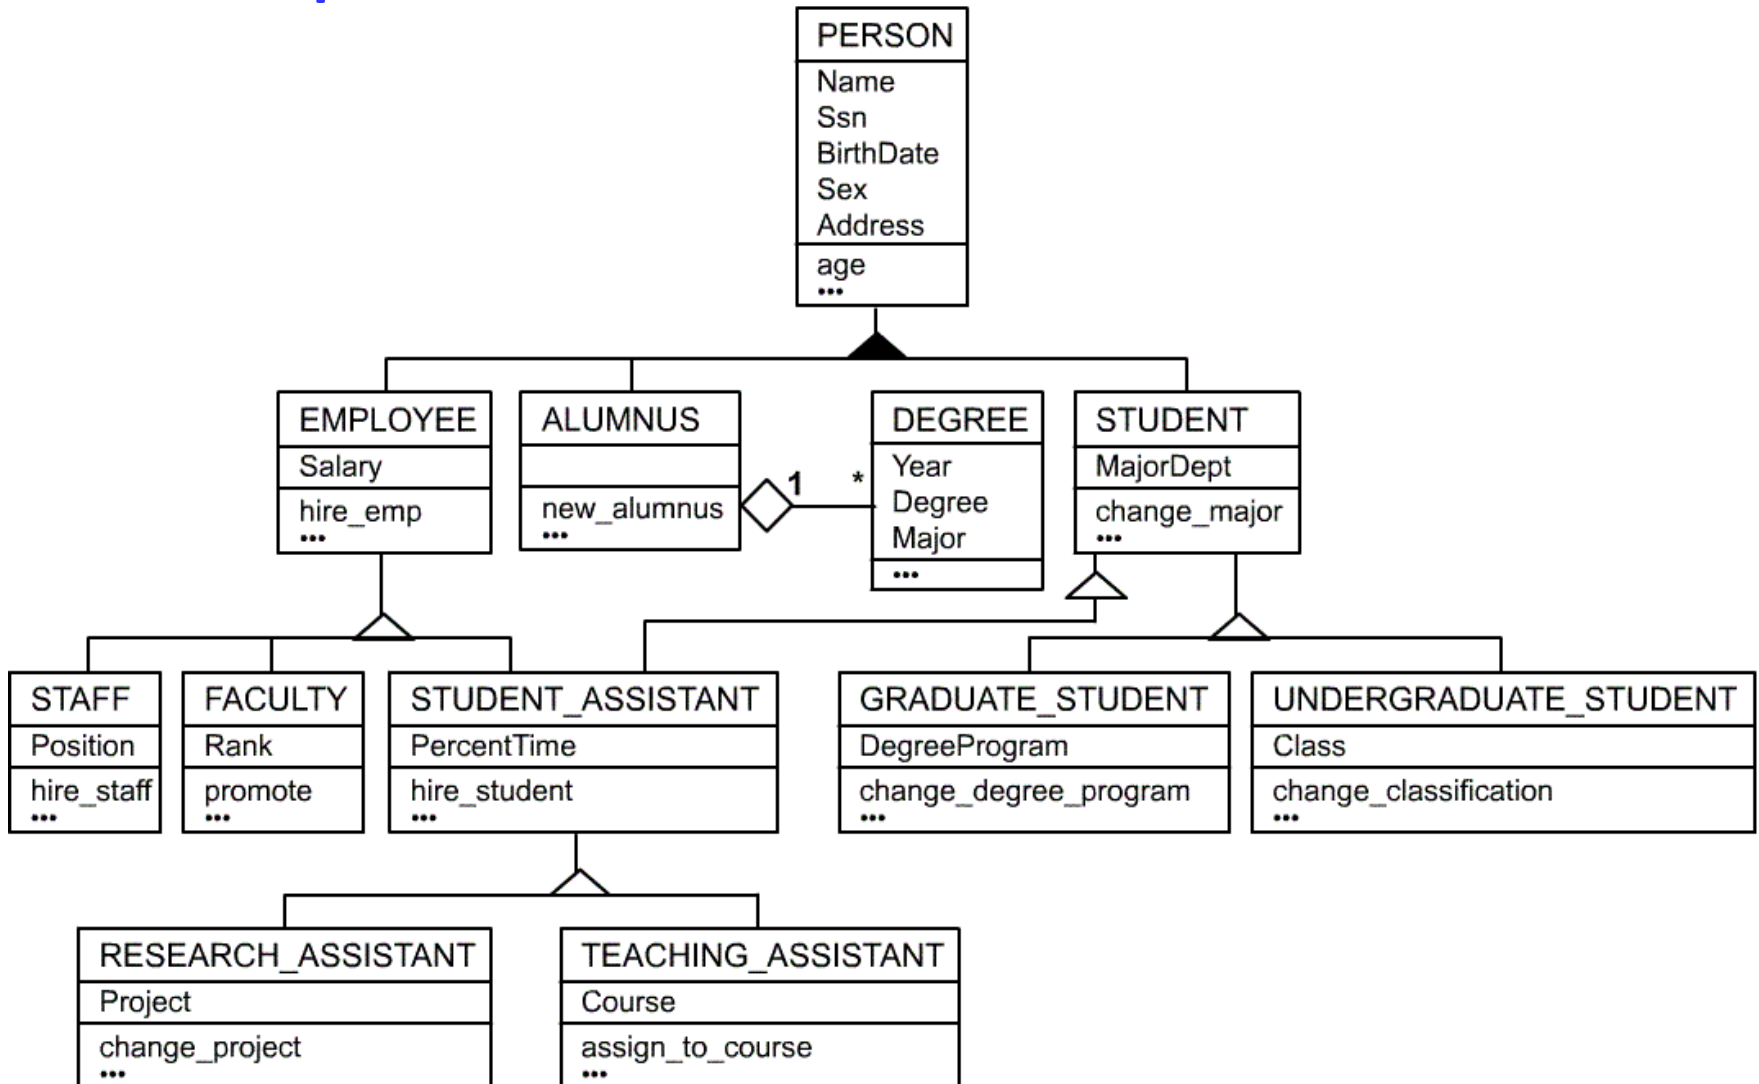 PERSON
Name
Ssn
BirthDate
Sex
Address
age
•••
EMPLOYEE
Salary
hire_emp
•••
ALUMNUS
new_alumnus
•••
1
*
DEGREE
Year
Degree
Major
•••
STUDENT
MajorDept
change_major
•••
STAFF
Position
hire_staff
•••
FACULTY
Rank
promote
•••
STUDENT_ASSISTANT
PercentTime
hire_student
•••
GRADUATE_STUDENT
DegreeProgram
change_degree_program
•••
UNDERGRADUATE_STUDENT
Class
change_classification
•••
RESEARCH_ASSISTANT
Project
change_project
•••
TEACHING_ASSISTANT
Course
assign_to_course
•••